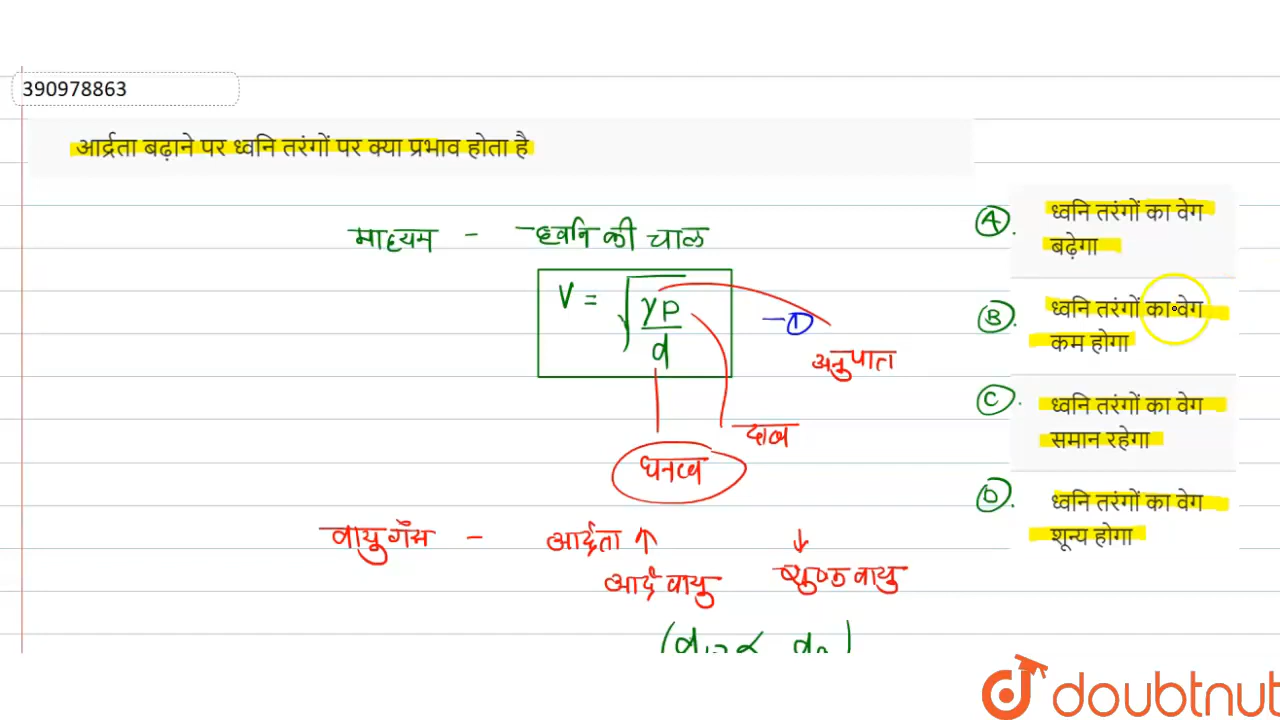 390978863
आर्द्रता बढ़ाने पर ध्वनि तरंगों पर क्या प्रभाव होता है
माध्यम - ध्वनि की चाल
V = √(γP/d) - ①
अनुपात
दाब
घनत्व
वायु गैस - आर्द्रता ↑ ↓
आर्द्र वायु शुष्क वायु
(A). ध्वनि तरंगों का वेग
बढ़ेगा
(B). ध्वनि तरंगों का वेग
कम होगा
(C). ध्वनि तरंगों का वेग
समान रहेगा
(D). ध्वनि तरंगों का वेग
शून्य होगा
doubtnut